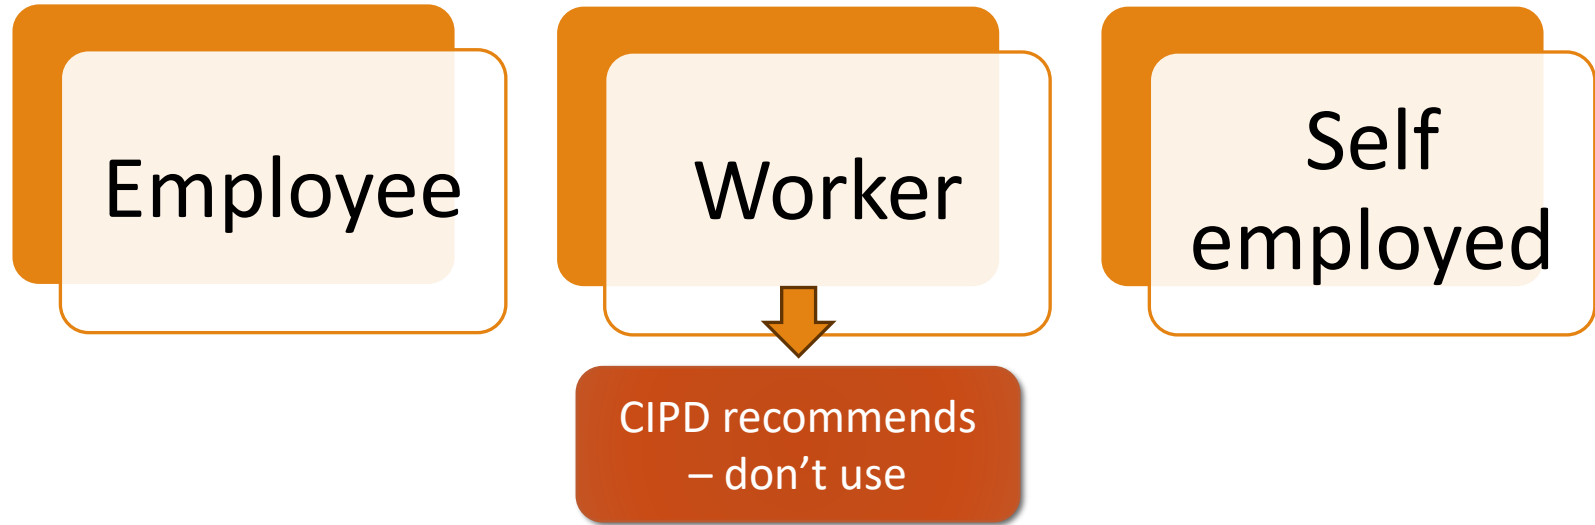 Employee
Worker
Self
employed
CIPD recommends
– don’t use